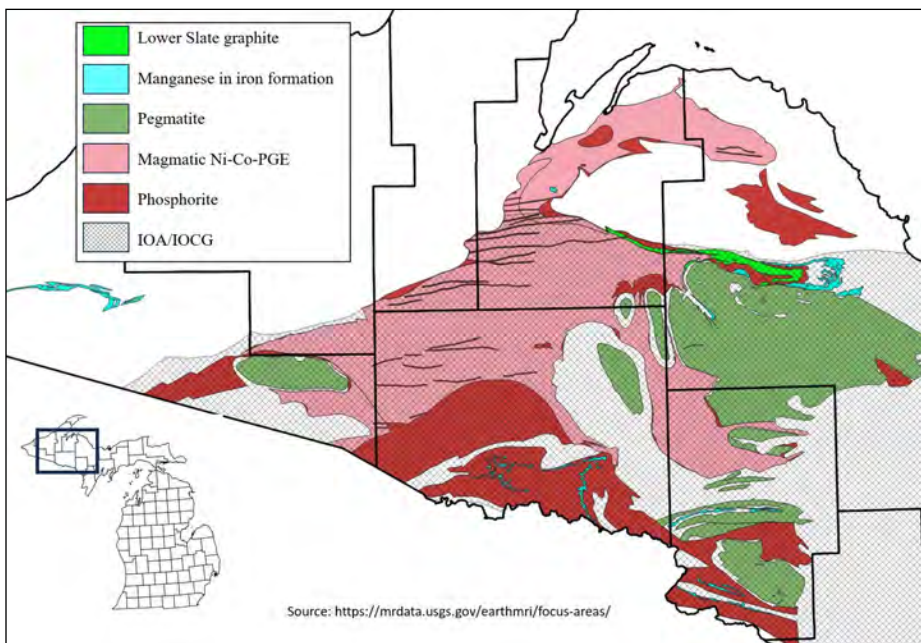 Lower Slate graphite
Manganese in iron formation
Pegmatite
Magmatic Ni-Co-PGE
Phosphorite
IOA/IOCG
Source: https://mrdata.usgs.gov/earthmri/focus-areas/